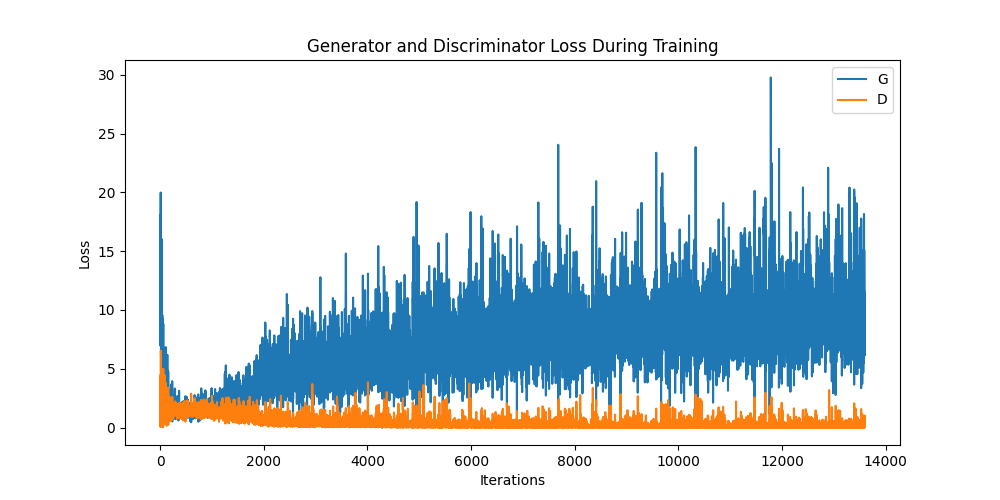 Generator and Discriminator Loss During Training
G
D
30
25
20
15
10
5
0
Loss
0 2000 4000 6000 8000 10000 12000 14000
Iterations